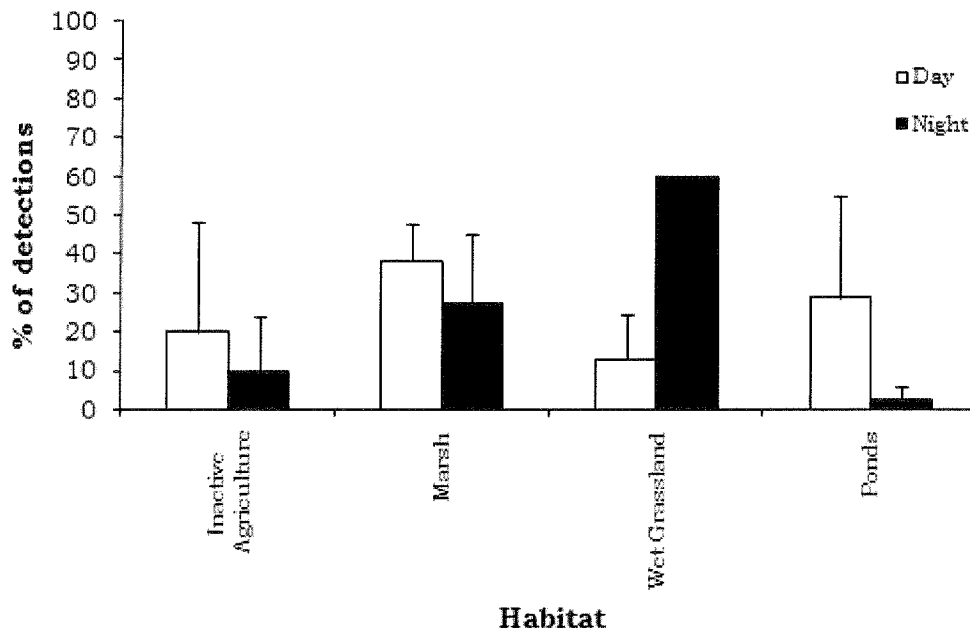 100
90
80
70
60
50
40
30
20
10
0
% of detections
Day
Night
Inactive
Agriculture
Marsh
Wet Grassland
Ponds
Habitat